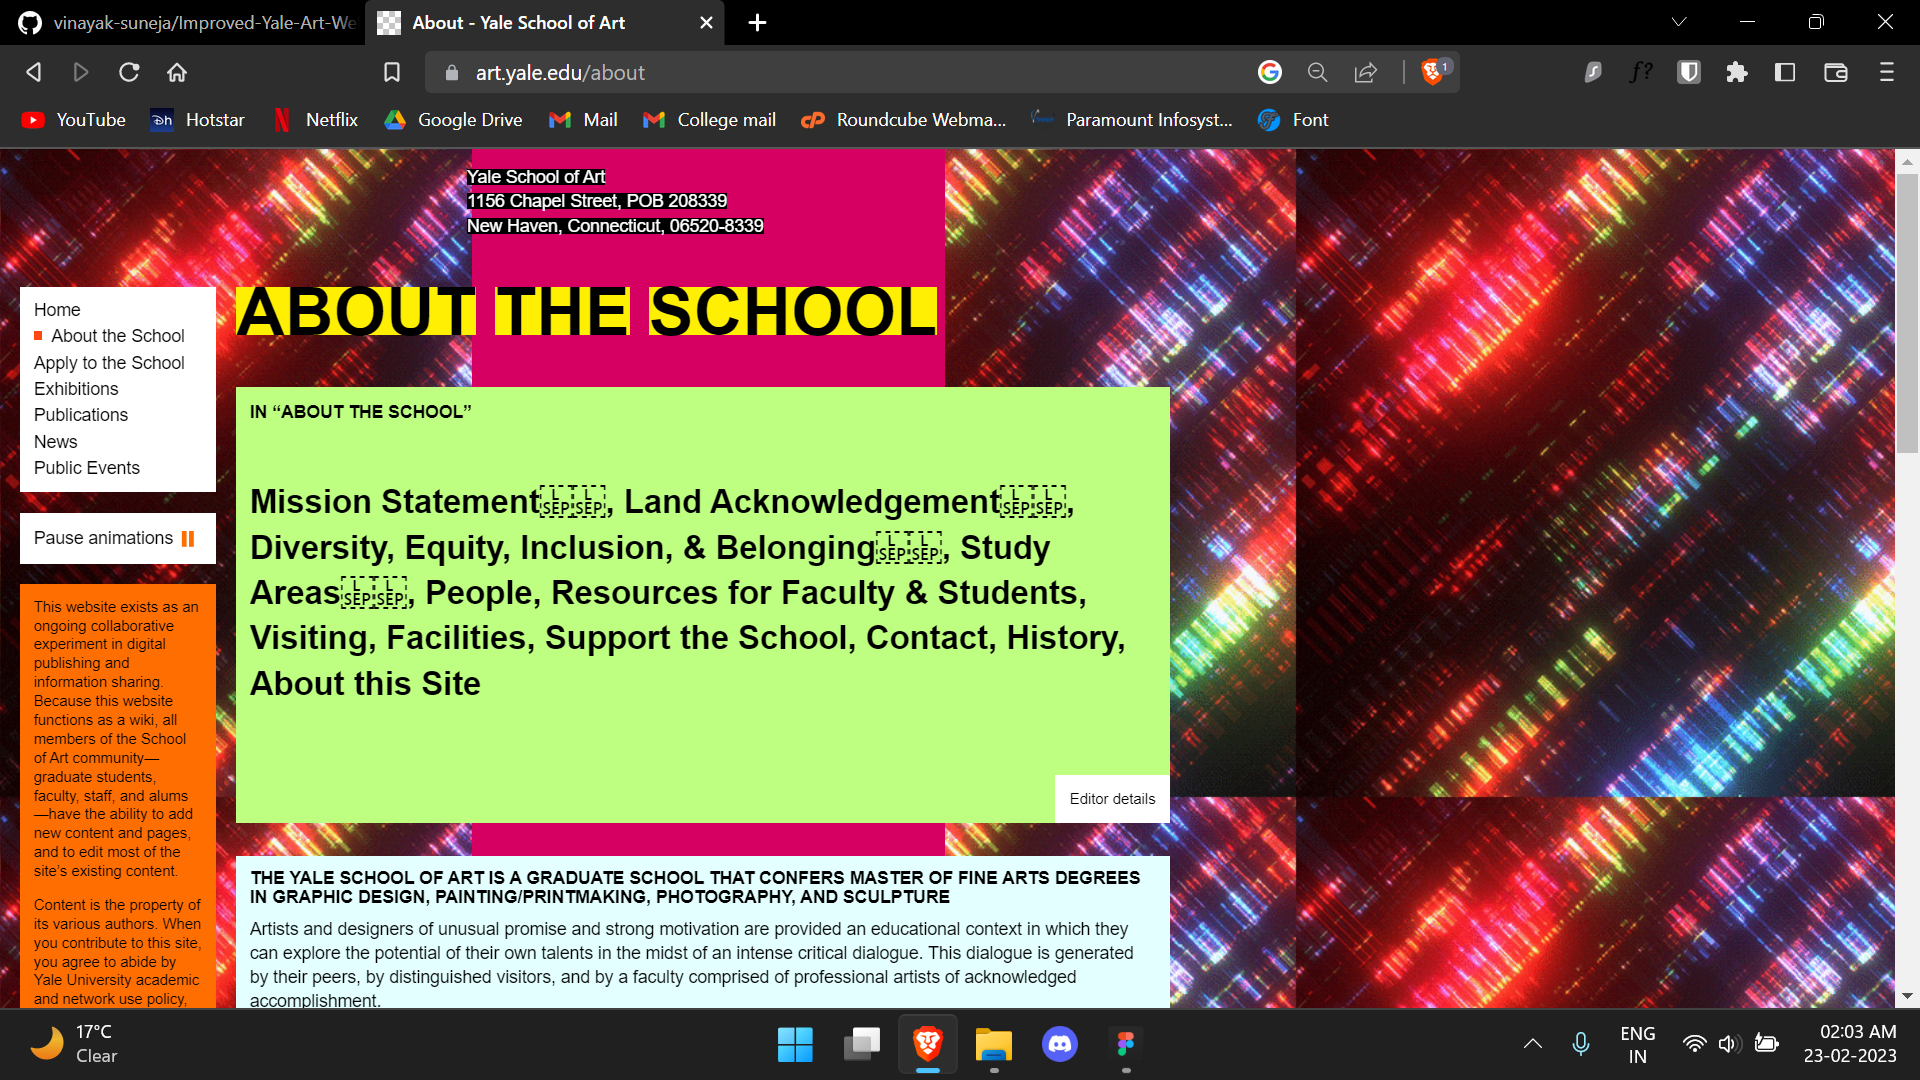 vinayak-suneja/Improved-Yale-Art-We
About - Yale School of Art
art.yale.edu/about
1
YouTube
Hotstar
Netflix
Google Drive
Mail
College mail
Roundcube Webma...
Paramount Infosyst...
Font
Yale School of Art
1156 Chapel Street, POB 208339
New Haven, Connecticut, 06520-8339
ABOUT THE SCHOOL
Home
About the School
Apply to the School
Exhibitions
Publications
News
Public Events
Pause animations
This website exists as an
ongoing collaborative
experiment in digital
publishing and
information sharing.
Because this website
functions as a wiki, all
members of the School
of Art community—
graduate students,
faculty, staff, and alums
—have the ability to add
new content and pages,
and to edit most of the
site's existing content.
Content is the property of
its various authors. When
you contribute to this site,
you agree to abide by
Yale University academic
and network use policy,
IN “ABOUT THE SCHOOL”
Mission Statement, Land Acknowledgement,
Diversity, Equity, Inclusion, & Belonging, Study
Areas, People, Resources for Faculty & Students,
Visiting, Facilities, Support the School, Contact, History,
About this Site
Editor details
THE YALE SCHOOL OF ART IS A GRADUATE SCHOOL THAT CONFERS MASTER OF FINE ARTS DEGREES
IN GRAPHIC DESIGN, PAINTING/PRINTMAKING, PHOTOGRAPHY, AND SCULPTURE
Artists and designers of unusual promise and strong motivation are provided an educational context in which they
can explore the potential of their own talents in the midst of an intense critical dialogue. This dialogue is generated
by their peers, by distinguished visitors, and by a faculty comprised of professional artists of acknowledged
accomplishment.
17°C
Clear
ENG
IN
02:03 AM
23-02-2023